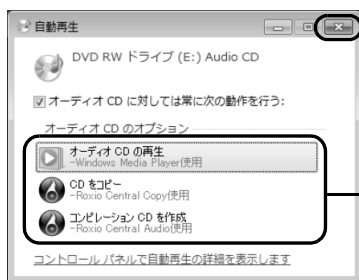 自動再生
DVD RW ドライブ (E:) Audio CD
オーディオ CD に対しては常に次の動作を行う:
オーディオ CD のオプション
オーディオ CD の再生
-Windows Media Player使用
CD をコピー
-Roxio Central Copy使用
コンピレーション CD を作成
-Roxio Central Audio使用
コントロール パネルで自動再生の詳細を表示します